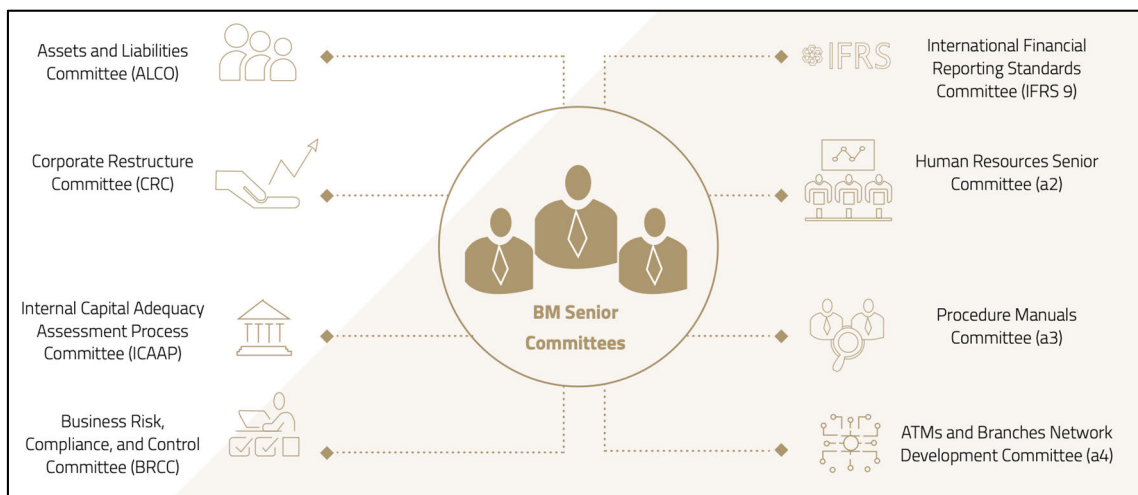 Assets and Liabilities
Committee (ALCO)
Corporate Restructure
Committee (CRC)
Internal Capital Adequacy
Assessment Process
Committee (ICAAP)
Business Risk,
Compliance, and Control
Committee (BRCC)
BM Senior
Committees
IFRS
International Financial
Reporting Standards
Committee (IFRS 9)
Human Resources Senior
Committee (a2)
Procedure Manuals
Committee (a3)
ATMs and Branches Network
Development Committee (a4)